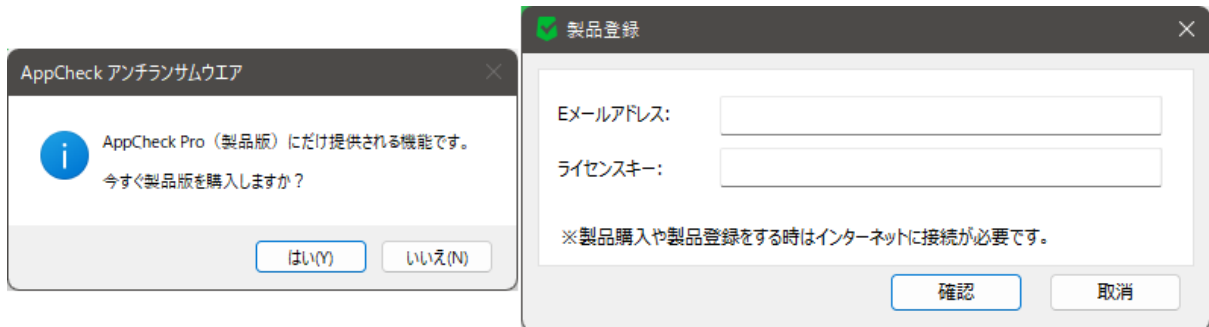 AppCheck アンチランサムウエア
AppCheck Pro（製品版）にだけ提供される機能です。
今すぐ製品版を購入しますか？
はい(Y)
いいえ(N)
製品登録
Eメールアドレス:
ライセンスキー:
※製品購入や製品登録をする時はインターネットに接続が必要です。
確認
取消